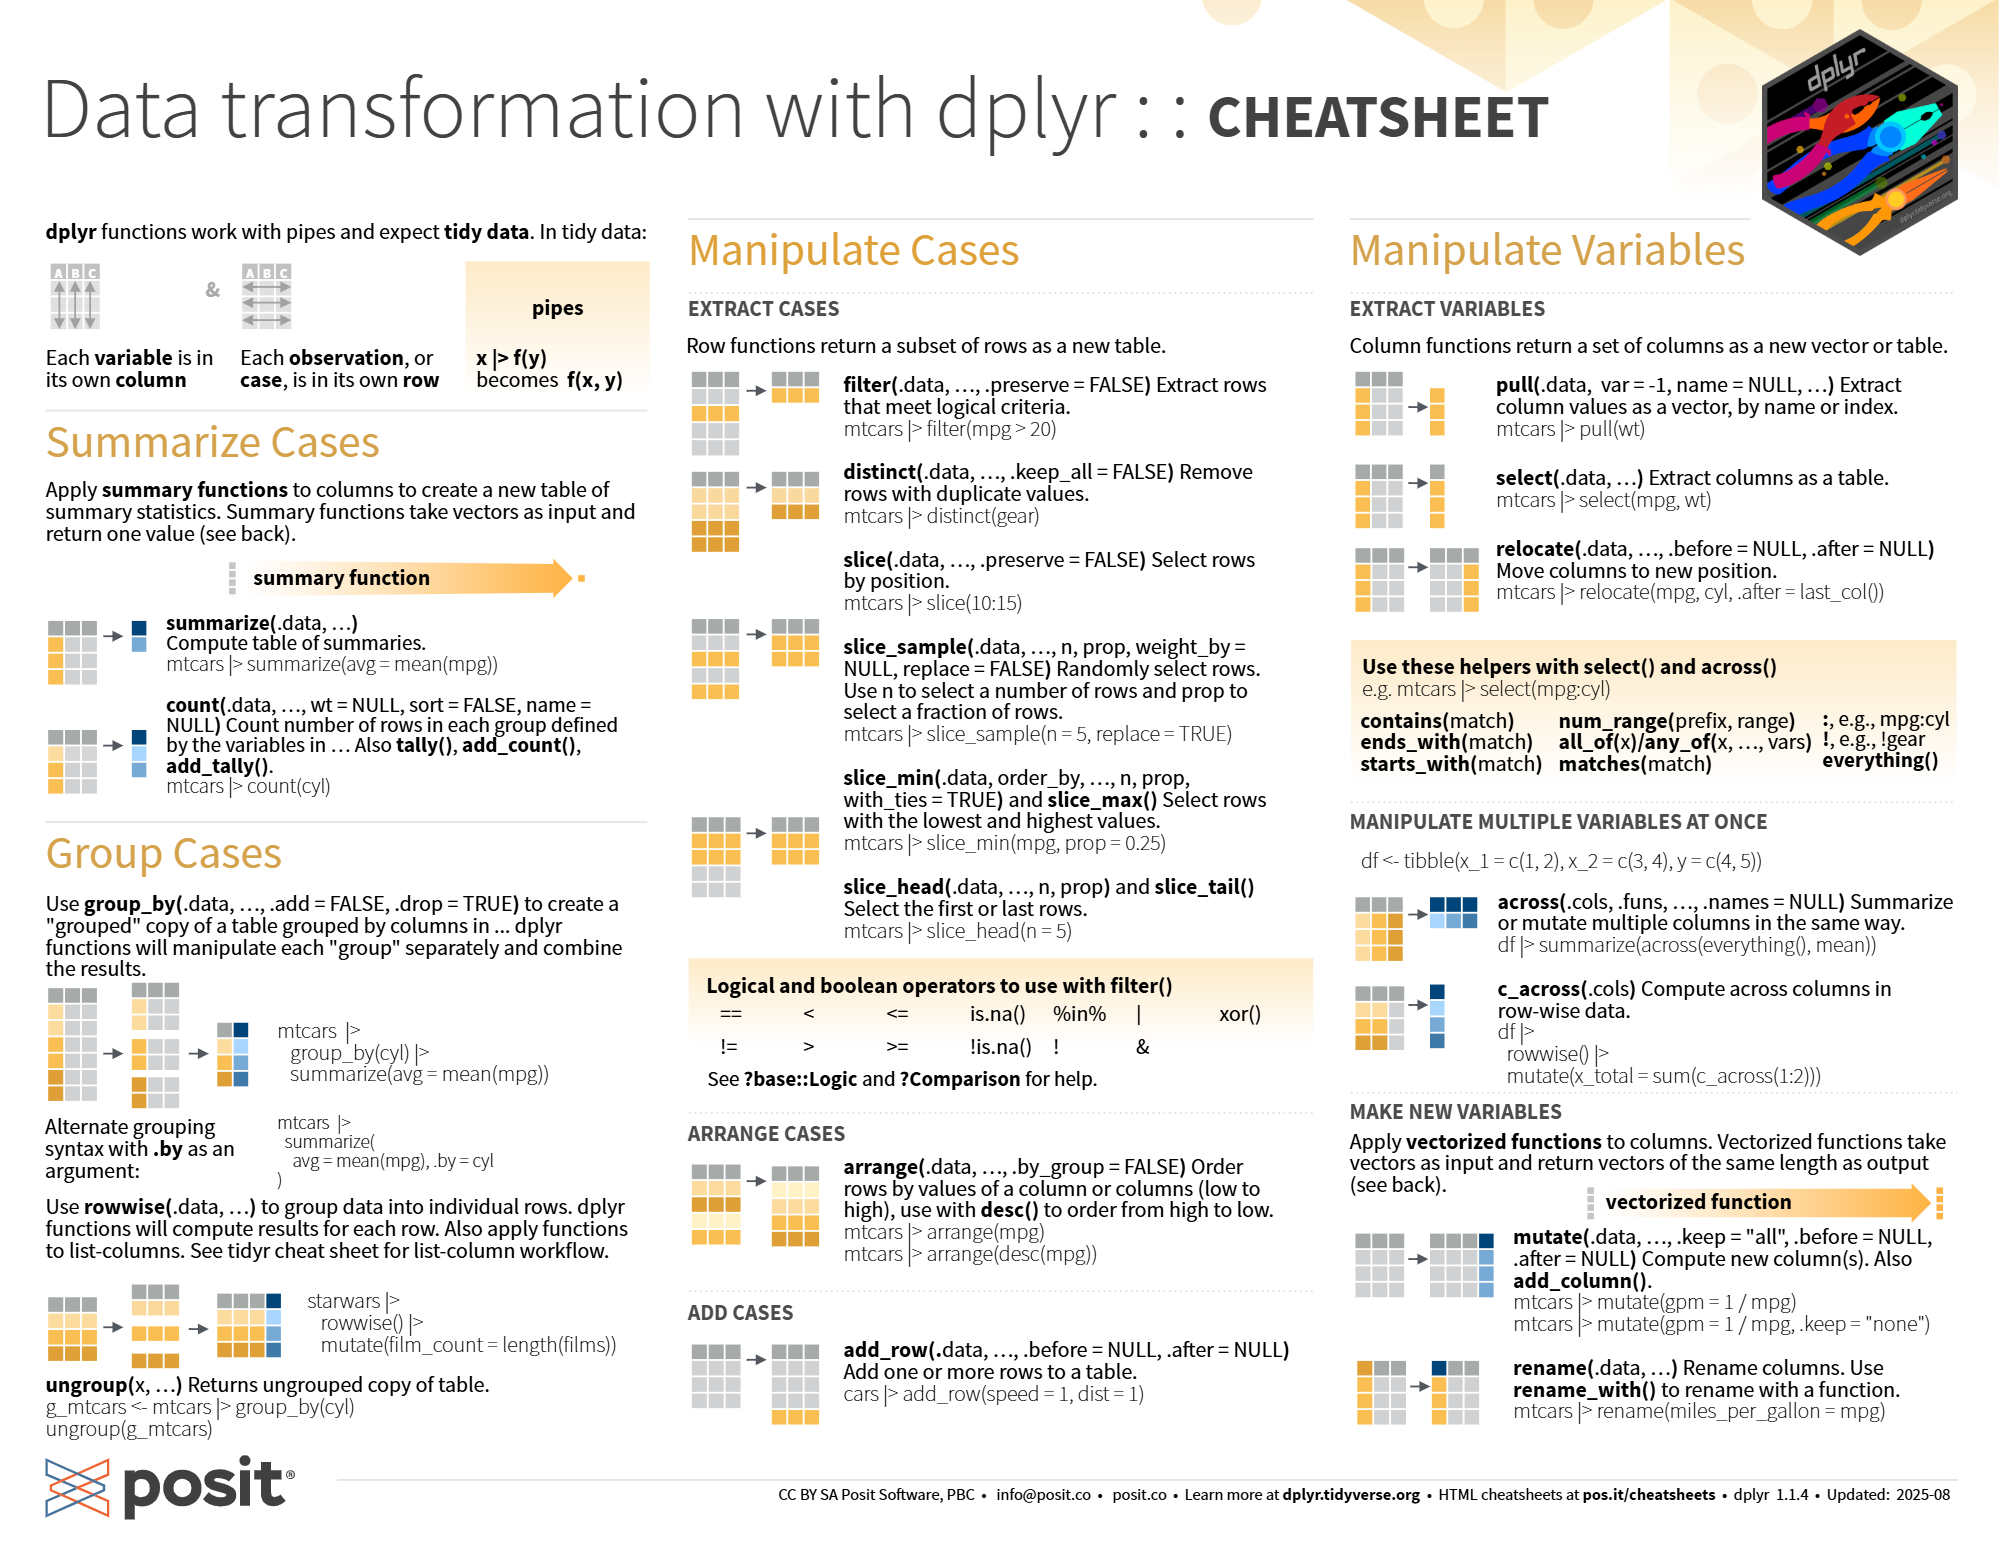 Data transformation with dplyr : : CHEATSHEET
dplyr
dplyr.tidyverse.org
dplyr functions work with pipes and expect tidy data. In tidy data:
A B C
&
A B C
Each variable is in
its own column
Each observation, or
case, is in its own row
pipes
x |> f(y)
becomes f(x, y)
Summarize Cases
Apply summary functions to columns to create a new table of
summary statistics. Summary functions take vectors as input and
return one value (see back).
summary function
summarize(.data, …)
Compute table of summaries.
mtcars |> summarize(avg = mean(mpg))
count(.data, …, wt = NULL, sort = FALSE, name =
NULL) Count number of rows in each group defined
by the variables in … Also tally(), add_count(),
add_tally().
mtcars |> count(cyl)
Group Cases
Use group_by(.data, …, .add = FALSE, .drop = TRUE) to create a
"grouped" copy of a table grouped by columns in ... dplyr
functions will manipulate each "group" separately and combine
the results.
mtcars |>
group_by(cyl) |>
summarize(avg = mean(mpg))
Alternate grouping
syntax with .by as an
argument:
mtcars |>
summarize(
avg = mean(mpg), .by = cyl
)
Use rowwise(.data, …) to group data into individual rows. dplyr
functions will compute results for each row. Also apply functions
to list-columns. See tidyr cheat sheet for list-column workflow.
starwars |>
rowwise() |>
mutate(film_count = length(films))
ungroup(x, …) Returns ungrouped copy of table.
g_mtcars <- mtcars |> group_by(cyl)
ungroup(g_mtcars)
Manipulate Cases
EXTRACT CASES
Row functions return a subset of rows as a new table.
filter(.data, …, .preserve = FALSE) Extract rows
that meet logical criteria.
mtcars |> filter(mpg > 20)
distinct(.data, …, .keep_all = FALSE) Remove
rows with duplicate values.
mtcars |> distinct(gear)
slice(.data, …, .preserve = FALSE) Select rows
by position.
mtcars |> slice(10:15)
slice_sample(.data, …, n, prop, weight_by =
NULL, replace = FALSE) Randomly select rows.
Use n to select a number of rows and prop to
select a fraction of rows.
mtcars |> slice_sample(n = 5, replace = TRUE)
slice_min(.data, order_by, …, n, prop,
with_ties = TRUE) and slice_max() Select rows
with the lowest and highest values.
mtcars |> slice_min(mpg, prop = 0.25)
slice_head(.data, …, n, prop) and slice_tail()
Select the first or last rows.
mtcars |> slice_head(n = 5)
Logical and boolean operators to use with filter()
== < <= is.na() %in% | xor()
!= > >= !is.na() ! &
See ?base::Logic and ?Comparison for help.
ARRANGE CASES
arrange(.data, …, .by_group = FALSE) Order
rows by values of a column or columns (low to
high), use with desc() to order from high to low.
mtcars |> arrange(mpg)
mtcars |> arrange(desc(mpg))
ADD CASES
add_row(.data, …, .before = NULL, .after = NULL)
Add one or more rows to a table.
cars |> add_row(speed = 1, dist = 1)
Manipulate Variables
EXTRACT VARIABLES
Column functions return a set of columns as a new vector or table.
pull(.data, var = -1, name = NULL, …) Extract
column values as a vector, by name or index.
mtcars |> pull(wt)
select(.data, …) Extract columns as a table.
mtcars |> select(mpg, wt)
relocate(.data, …, .before = NULL, .after = NULL)
Move columns to new position.
mtcars |> relocate(mpg, cyl, .after = last_col())
Use these helpers with select() and across()
e.g. mtcars |> select(mpg:cyl)
contains(match) num_range(prefix, range) :, e.g., mpg:cyl
ends_with(match) all_of(x)/any_of(x, …, vars) !, e.g., !gear
starts_with(match) matches(match) everything()
MANIPULATE MULTIPLE VARIABLES AT ONCE
df <- tibble(x_1 = c(1, 2), x_2 = c(3, 4), y = c(4, 5))
across(.cols, .funs, …, .names = NULL) Summarize
or mutate multiple columns in the same way.
df |> summarize(across(everything(), mean))
c_across(.cols) Compute across columns in
row-wise data.
df |>
rowwise() |>
mutate(x_total = sum(c_across(1:2)))
MAKE NEW VARIABLES
Apply vectorized functions to columns. Vectorized functions take
vectors as input and return vectors of the same length as output
(see back).
vectorized function
mutate(.data, …, .keep = "all", .before = NULL,
.after = NULL) Compute new column(s). Also
add_column().
mtcars |> mutate(gpm = 1 / mpg)
mtcars |> mutate(gpm = 1 / mpg, .keep = "none")
rename(.data, …) Rename columns. Use
rename_with() to rename with a function.
mtcars |> rename(miles_per_gallon = mpg)
posit®
CC BY SA Posit Software, PBC • info@posit.co • posit.co • Learn more at dplyr.tidyverse.org • HTML cheatsheets at pos.it/cheatsheets • dplyr 1.1.4 • Updated: 2025-08